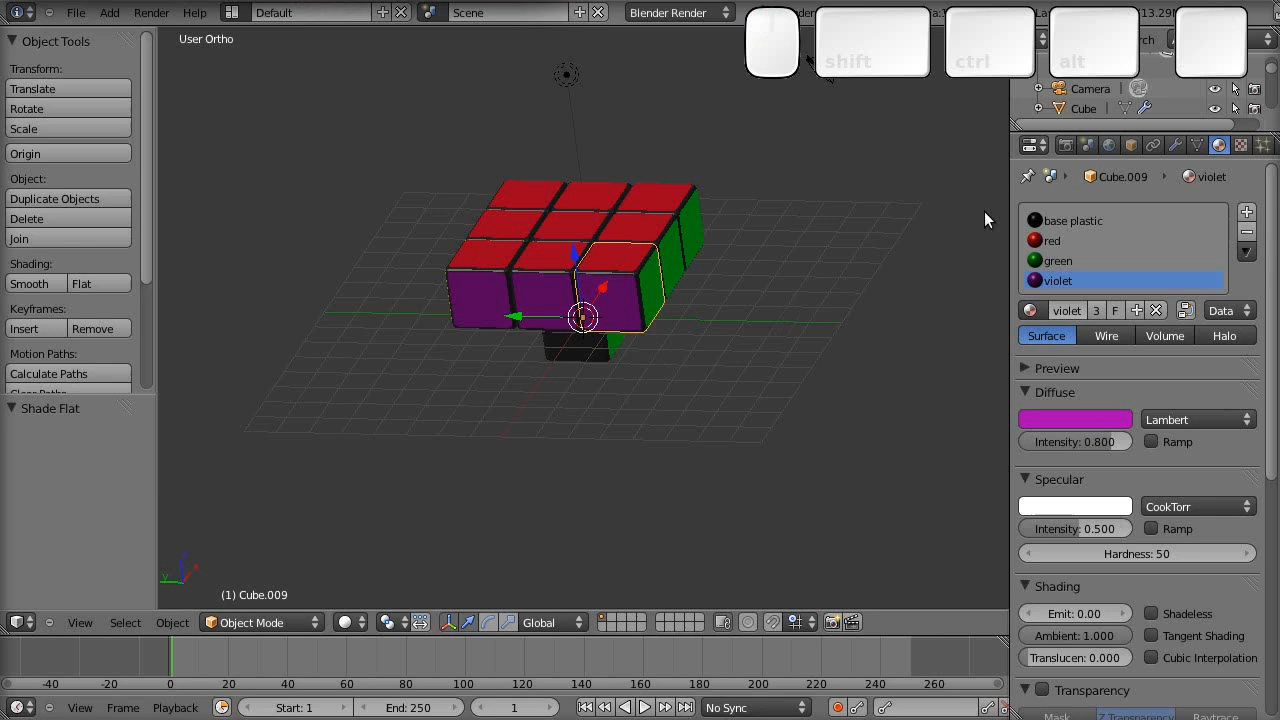 File Add Render Help Default Scene Blender Render
shift ctrl alt
Object Tools
User Ortho
Transform:
Translate
Rotate
Scale
Origin
Object:
Duplicate Objects
Delete
Join
Shading:
Smooth Flat
Keyframes:
Insert Remove
Motion Paths:
Calculate Paths
Shade Flat
(1) Cube.009
Camera
Cube
Cube.009 violet
base plastic
red
green
violet
violet 3 F Data
Surface Wire Volume Halo
Preview
Diffuse
Lambert
Intensity: 0.800 Ramp
Specular
CookTorr
Intensity: 0.500 Ramp
Hardness: 50
Shading
Emit: 0.00 Shadeless
Ambient: 1.000 Tangent Shading
Translucen: 0.000 Cubic Interpolation
Transparency
Mask Z Transparency Raytrace
View Select Object Object Mode Global
-40 -20 0 20 40 60 80 100 120 140 160 180 200 220 240 260
View Frame Playback Start: 1 End: 250 1 No Sync